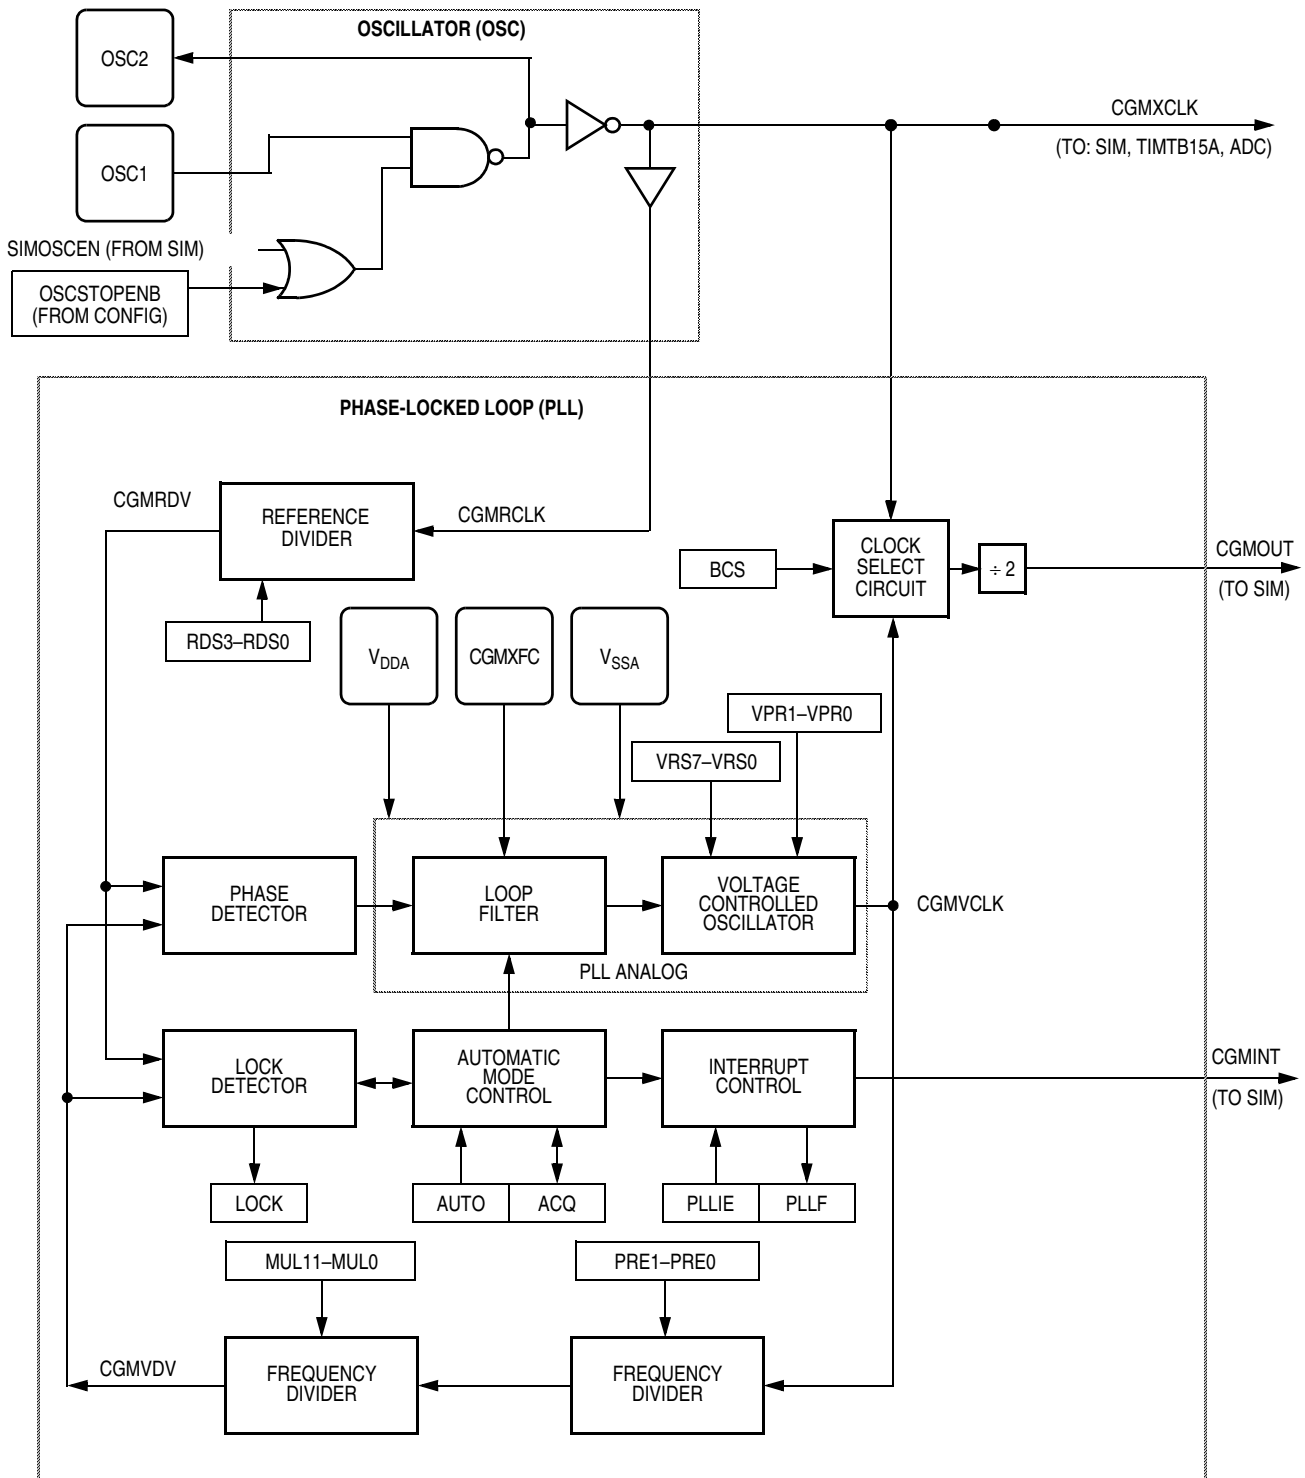 OSCILLATOR (OSC)
OSC2
CGMXCLK
(TO: SIM, TIMTB15A, ADC)
OSC1
SIMOSCEN (FROM SIM)
OSCSTOPENB
(FROM CONFIG)
PHASE-LOCKED LOOP (PLL)
CGMRDV
REFERENCE
DIVIDER
CGMRCLK
BCS
CLOCK
SELECT
CIRCUIT
÷ 2
CGMOUT
(TO SIM)
RDS3–RDS0
VDDA
CGMXFC
VSSA
VPR1–VPR0
VRS7–VRS0
PHASE
DETECTOR
LOOP
FILTER
VOLTAGE
CONTROLLED
OSCILLATOR
CGMVCLK
PLL ANALOG
LOCK
DETECTOR
AUTOMATIC
MODE
CONTROL
INTERRUPT
CONTROL
CGMINT
(TO SIM)
LOCK
AUTO
ACQ
PLLIE
PLLF
MUL11–MUL0
PRE1–PRE0
CGMVDV
FREQUENCY
DIVIDER
FREQUENCY
DIVIDER